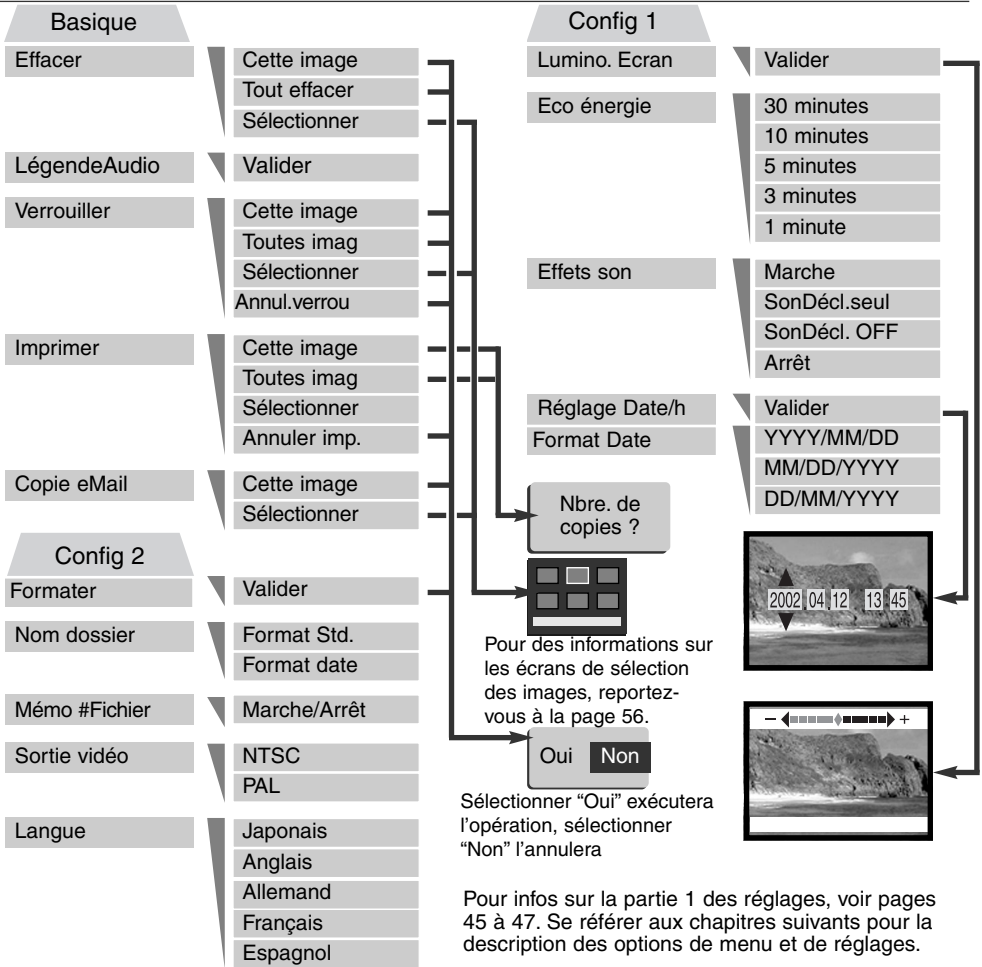 Basique
Effacer
Cette image
Tout effacer
Sélectionner
LégendeAudio
Valider
Verrouiller
Cette image
Toutes imag
Sélectionner
Annul.verrou
Imprimer
Cette image
Toutes imag
Sélectionner
Annuler imp.
Copie eMail
Cette image
Sélectionner
Config 2
Formater
Valider
Nom dossier
Format Std.
Format date
Mémo #Fichier
Marche/Arrêt
Sortie vidéo
NTSC
PAL
Langue
Japonais
Anglais
Allemand
Français
Espagnol
Config 1
Lumino. Ecran
Valider
Eco énergie
30 minutes
10 minutes
5 minutes
3 minutes
1 minute
Effets son
Marche
SonDécl.seul
SonDécl. OFF
Arrêt
Réglage Date/h
Valider
Format Date
YYYY/MM/DD
MM/DD/YYYY
DD/MM/YYYY
Nbre. de
copies ?
Pour des informations sur
les écrans de sélection
des images, reportez-
vous à la page 56.
Oui Non
Sélectionner “Oui” exécutera
l’opération, sélectionner
“Non” l’annulera
2002 04 12 13 45
– +
Pour infos sur la partie 1 des réglages, voir pages
45 à 47. Se référer aux chapitres suivants pour la
description des options de menu et de réglages.